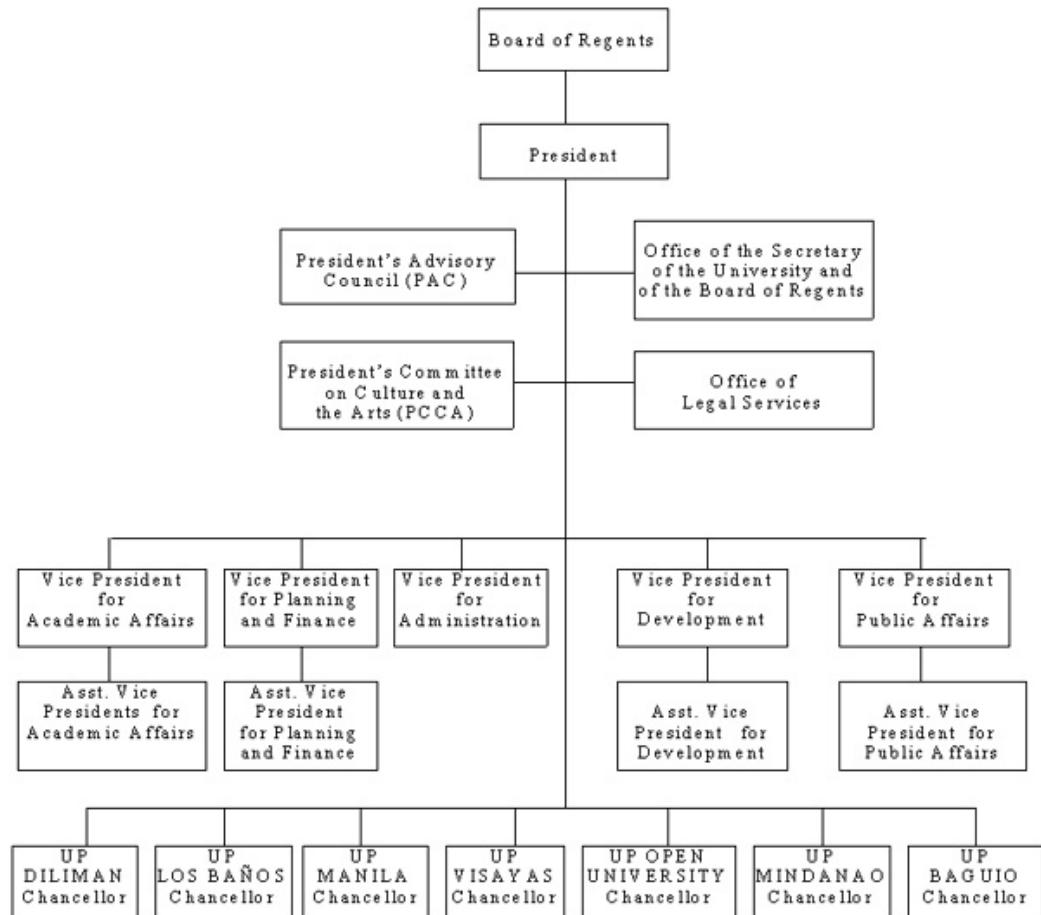 Board of Regents
President
President's Advisory
Council (PAC)
Office of the Secretary
of the University and
of the Board of Regents
President's Committee
on Culture and
the Arts (PCCA)
Office of
Legal Services
Vice President
for
Academic Affairs
Vice President
for Planning
and Finance
Vice President
for
Administration
Vice President
for
Development
Vice President
for
Public Affairs
Asst. Vice
Presidents for
Academic Affairs
Asst. Vice
President
for Planning
and Finance
Asst. Vice
President for
Development
Asst. Vice
President for
Public Affairs
UP
DILIMAN
Chancellor
UP
LOS BAÑOS
Chancellor
UP
MANILA
Chancellor
UP
VISAYAS
Chancellor
UP OPEN
UNIVERSITY
Chancellor
UP
MINDANAO
Chancellor
UP
BAGUIO
Chancellor